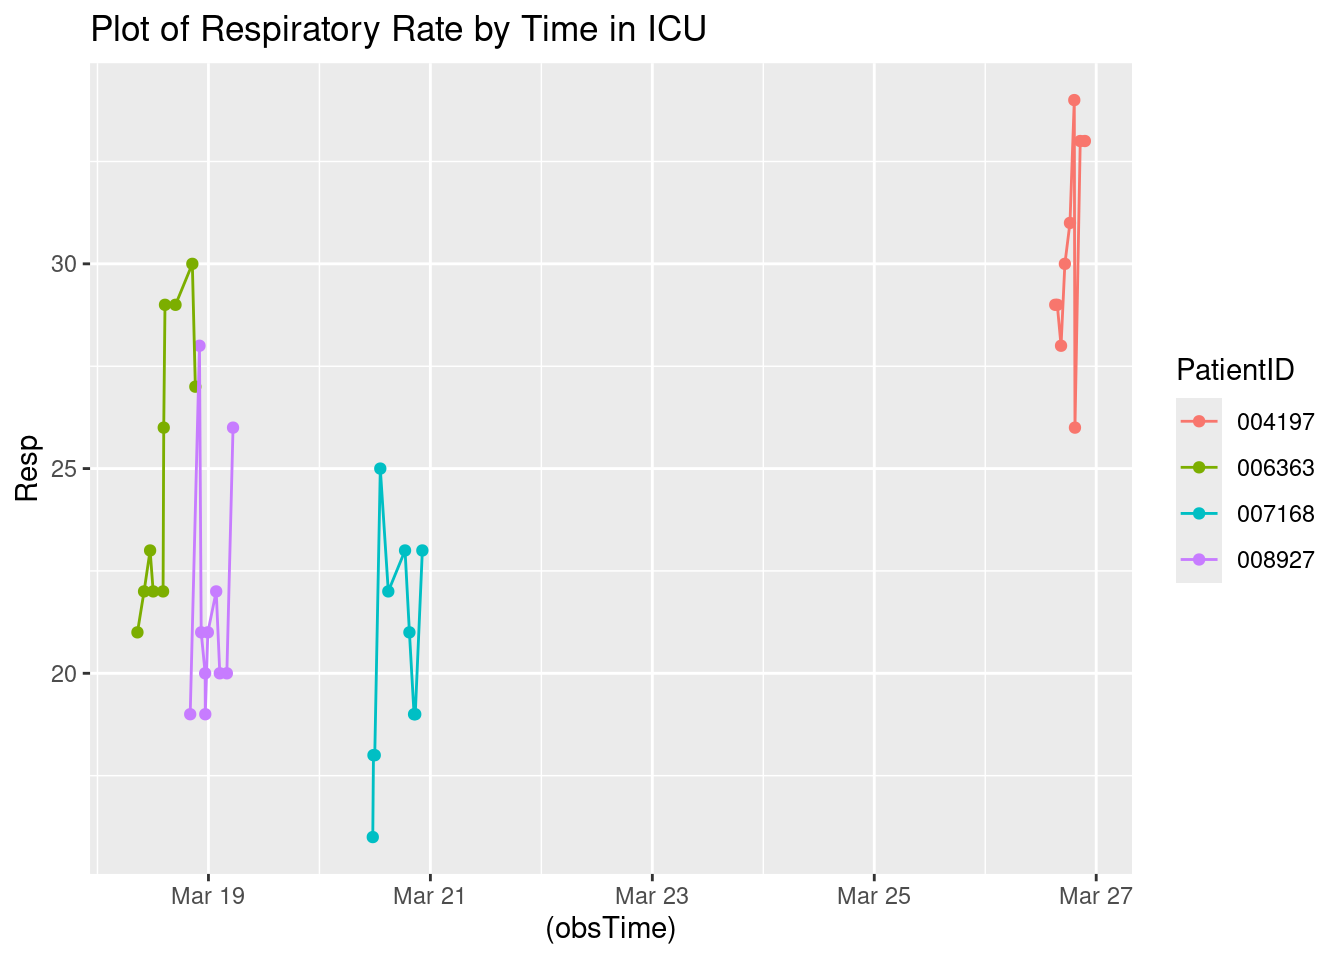 Plot of Respiratory Rate by Time in ICU
Resp
30
25
20
Mar 19
Mar 21
Mar 23
Mar 25
Mar 27
(obsTime)
PatientID
004197
006363
007168
008927